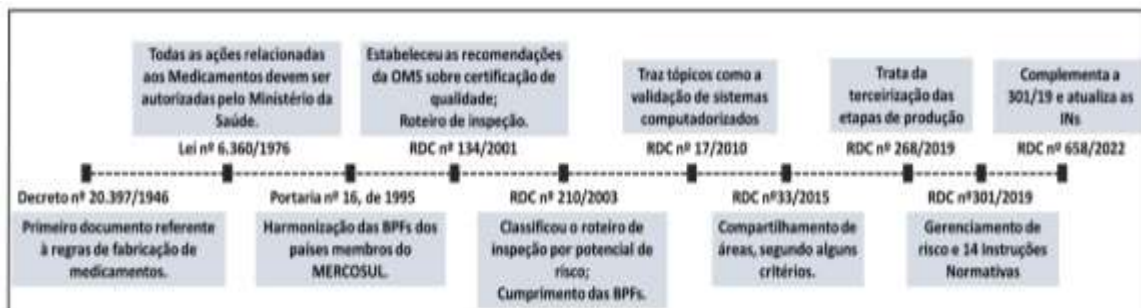 Todas as ações relacionadas
aos Medicamentos devem ser
autorizadas pelo Ministério da
Saúde.
Lei nº 6.360/1976
Estabeleceu as recomendações
da OMS sobre certificação de
qualidade;
Roteiro de inspeção.
RDC nº 134/2001
Traz tópicos como a
validação de sistemas
computadorizados
RDC nº 17/2010
Trata da
terceirização das
etapas de produção
RDC nº 268/2019
Complementa a
301/19 e atualiza as
INs
RDC nº 658/2022
Decreto nº 20.397/1946
Primeiro documento referente
à regras de fabricação de
medicamentos.
Portaria nº 16, de 1995
Harmonização das BPFs dos
países membros do
MERCOSUL.
RDC nº 210/2003
Classificou o roteiro de
inspeção por potencial de
risco;
Cumprimento das BPFs.
RDC nº33/2015
Compartilhamento de
áreas, segundo alguns
critérios.
RDC nº301/2019
Gerenciamento de
risco e 14 Instruções
Normativas